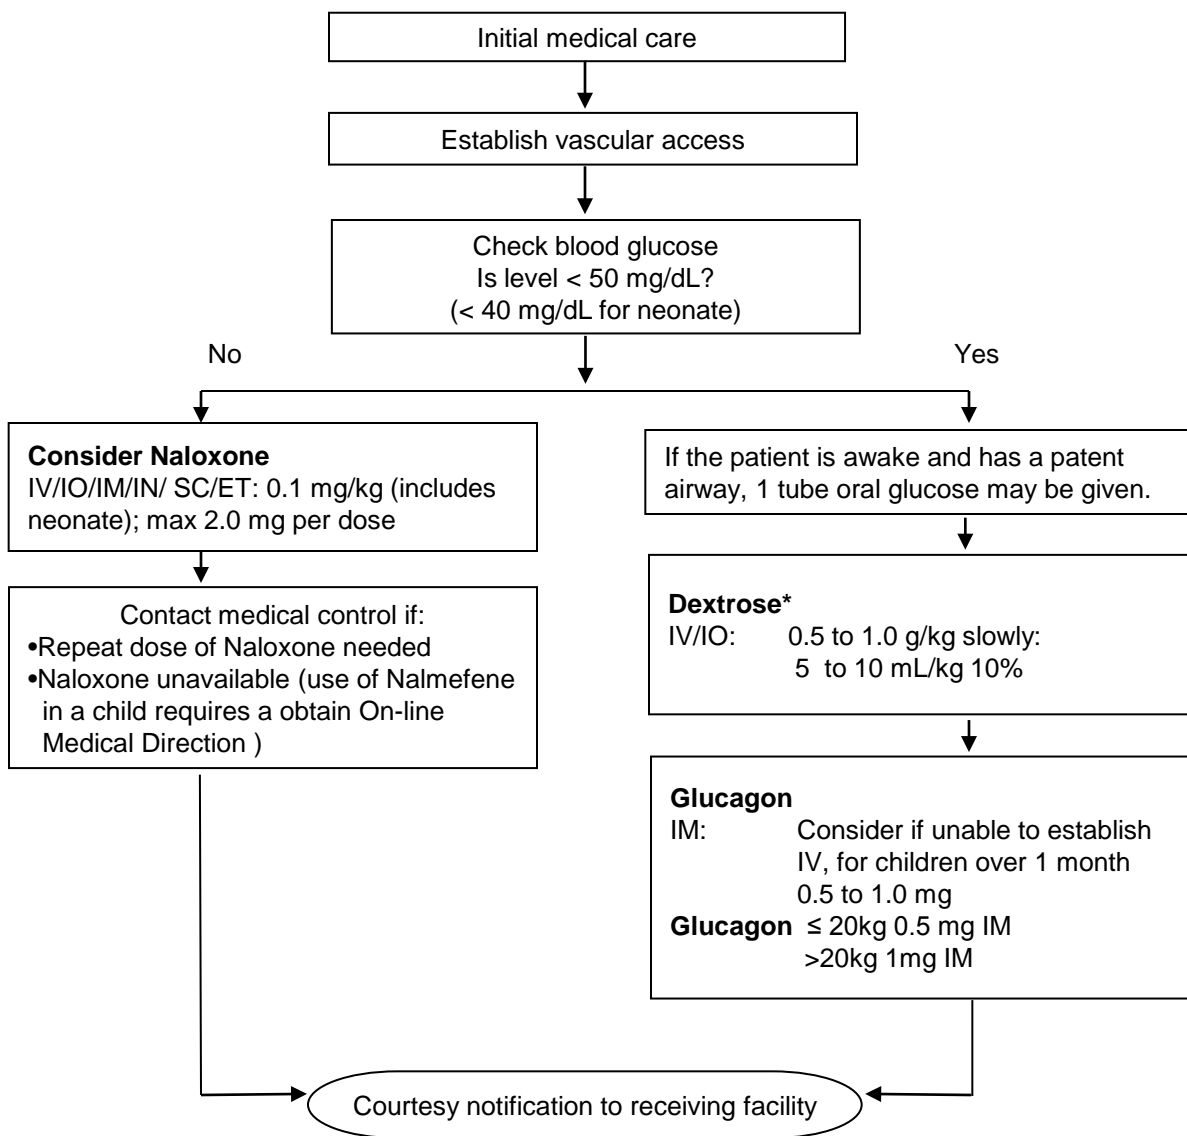 Initial medical care
Establish vascular access
Check blood glucose
Is level < 50 mg/dL?
(< 40 mg/dL for neonate)
No
Yes
Consider Naloxone
IV/IO/IM/IN/ SC/ET: 0.1 mg/kg (includes
neonate); max 2.0 mg per dose
Contact medical control if:
•Repeat dose of Naloxone needed
•Naloxone unavailable (use of Nalmefene
in a child requires a obtain On-line
Medical Direction )
If the patient is awake and has a patent
airway, 1 tube oral glucose may be given.
Dextrose*
IV/IO: 0.5 to 1.0 g/kg slowly:
5 to 10 mL/kg 10%
Glucagon
IM: Consider if unable to establish
IV, for children over 1 month
0.5 to 1.0 mg
Glucagon ≤ 20kg 0.5 mg IM
>20kg 1mg IM
Courtesy notification to receiving facility